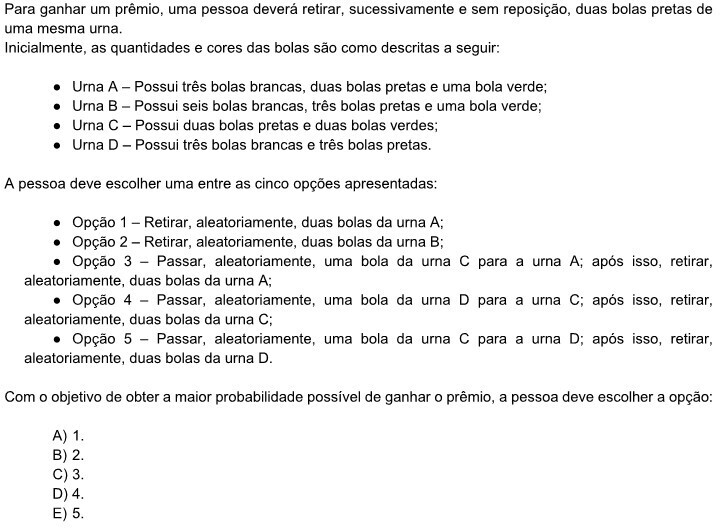 Para ganhar um prêmio, uma pessoa deverá retirar, sucessivamente e sem reposição, duas bolas pretas de
uma mesma urna.
Inicialmente, as quantidades e cores das bolas são como descritas a seguir:
• Urna A – Possui três bolas brancas, duas bolas pretas e uma bola verde;
• Urna B – Possui seis bolas brancas, três bolas pretas e uma bola verde;
• Urna C – Possui duas bolas pretas e duas bolas verdes;
• Urna D – Possui três bolas brancas e três bolas pretas.
A pessoa deve escolher uma entre as cinco opções apresentadas:
• Opção 1 – Retirar, aleatoriamente, duas bolas da urna A;
• Opção 2 – Retirar, aleatoriamente, duas bolas da urna B;
• Opção 3 – Passar, aleatoriamente, uma bola da urna C para a urna A; após isso, retirar,
aleatoriamente, duas bolas da urna A;
• Opção 4 – Passar, aleatoriamente, uma bola da urna D para a urna C; após isso, retirar,
aleatoriamente, duas bolas da urna C;
• Opção 5 – Passar, aleatoriamente, uma bola da urna C para a urna D; após isso, retirar,
aleatoriamente, duas bolas da urna D.
Com o objetivo de obter a maior probabilidade possível de ganhar o prêmio, a pessoa deve escolher a opção:
A) 1.
B) 2.
C) 3.
D) 4.
E) 5.